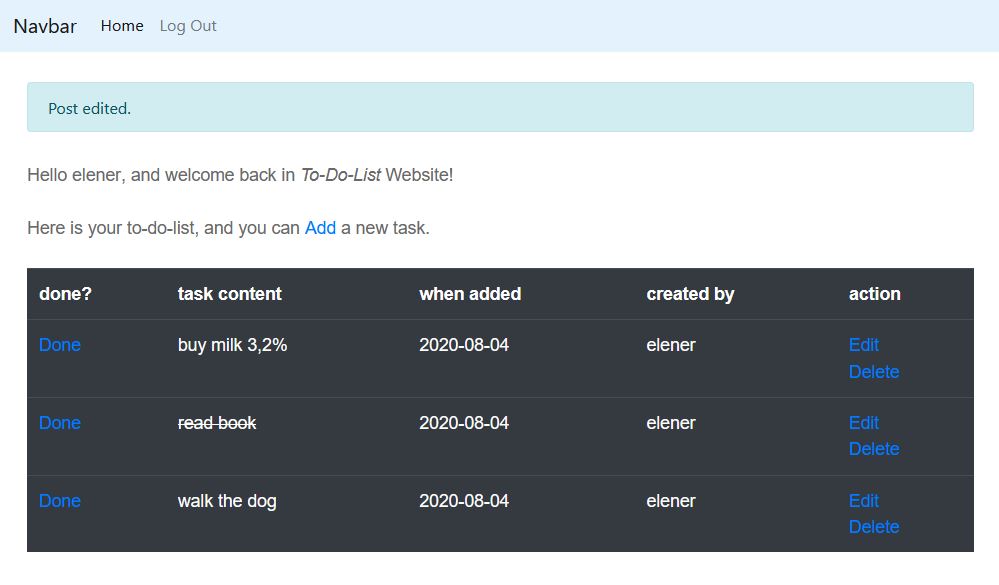 Navbar Home Log Out
Post edited.
Hello elener, and welcome back in To-Do-List Website!
Here is your to-do-list, and you can Add a new task.
done? task content when added created by action
Done buy milk 3,2% 2020-08-04 elener Edit
Delete
Done read book 2020-08-04 elener Edit
Delete
Done walk the dog 2020-08-04 elener Edit
Delete